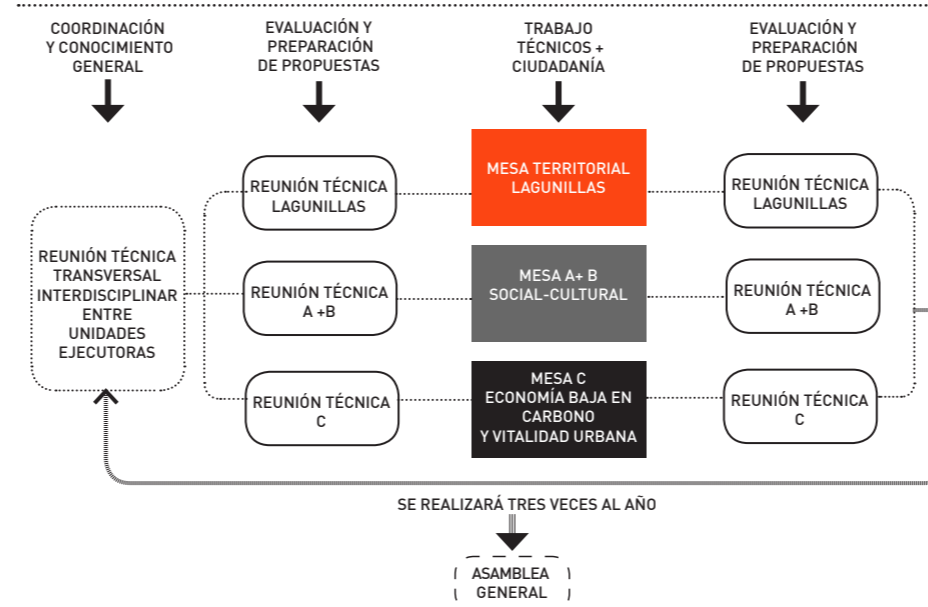 COORDINACIÓN
Y CONOCIMIENTO
GENERAL
EVALUACIÓN Y
PREPARACIÓN
DE PROPUESTAS
TRABAJO
TÉCNICOS +
CIUDADANÍA
EVALUACIÓN Y
PREPARACIÓN
DE PROPUESTAS
REUNIÓN TÉCNICA
TRANSVERSAL
INTERDISCIPLINAR
ENTRE
UNIDADES
EJECUTORAS
REUNIÓN TÉCNICA
LAGUNILLAS
MESA TERRITORIAL
LAGUNILLAS
REUNIÓN TÉCNICA
LAGUNILLAS
REUNIÓN TÉCNICA
A +B
MESA A+ B
SOCIAL-CULTURAL
REUNIÓN TÉCNICA
A +B
REUNIÓN TÉCNICA
C
MESA C
ECONOMÍA BAJA EN
CARBONO
Y VITALIDAD URBANA
REUNIÓN TÉCNICA
C
SE REALIZARÁ TRES VECES AL AÑO
ASAMBLEA
GENERAL